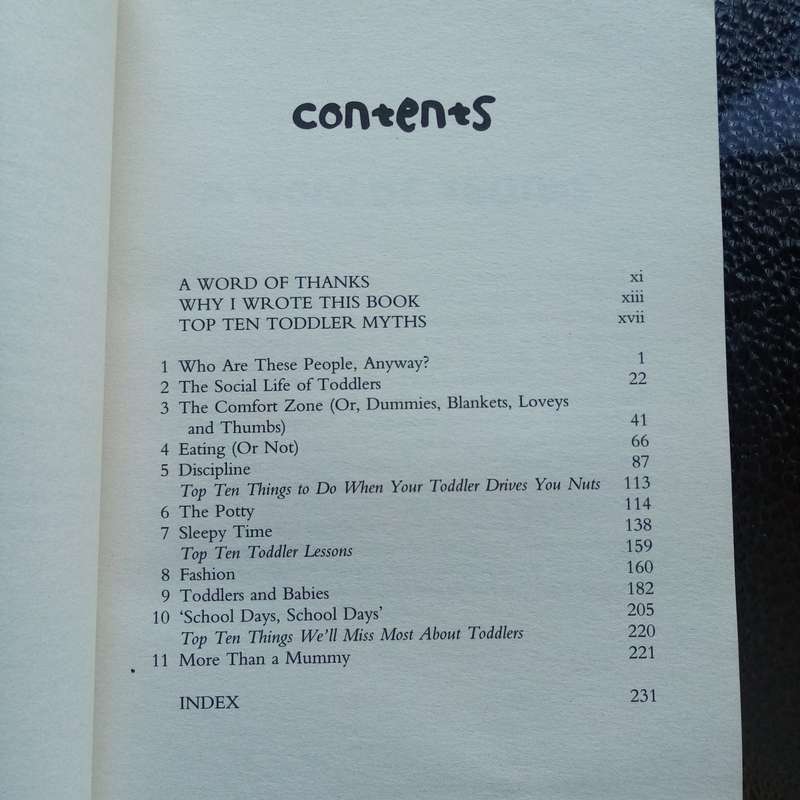 contents
A WORD OF THANKS xi
WHY I WROTE THIS BOOK xiii
TOP TEN TODDLER MYTHS xvii
1 Who Are These People, Anyway? 1
2 The Social Life of Toddlers 22
3 The Comfort Zone (Or, Dummies, Blankets, Loveys
and Thumbs) 41
4 Eating (Or Not) 66
5 Discipline 87
Top Ten Things to Do When Your Toddler Drives You Nuts 113
6 The Potty 114
7 Sleepy Time 138
Top Ten Toddler Lessons 159
8 Fashion 160
9 Toddlers and Babies 182
10 ‘School Days, School Days’ 205
Top Ten Things We’ll Miss Most About Toddlers 220
11 More Than a Mummy 221
INDEX 231